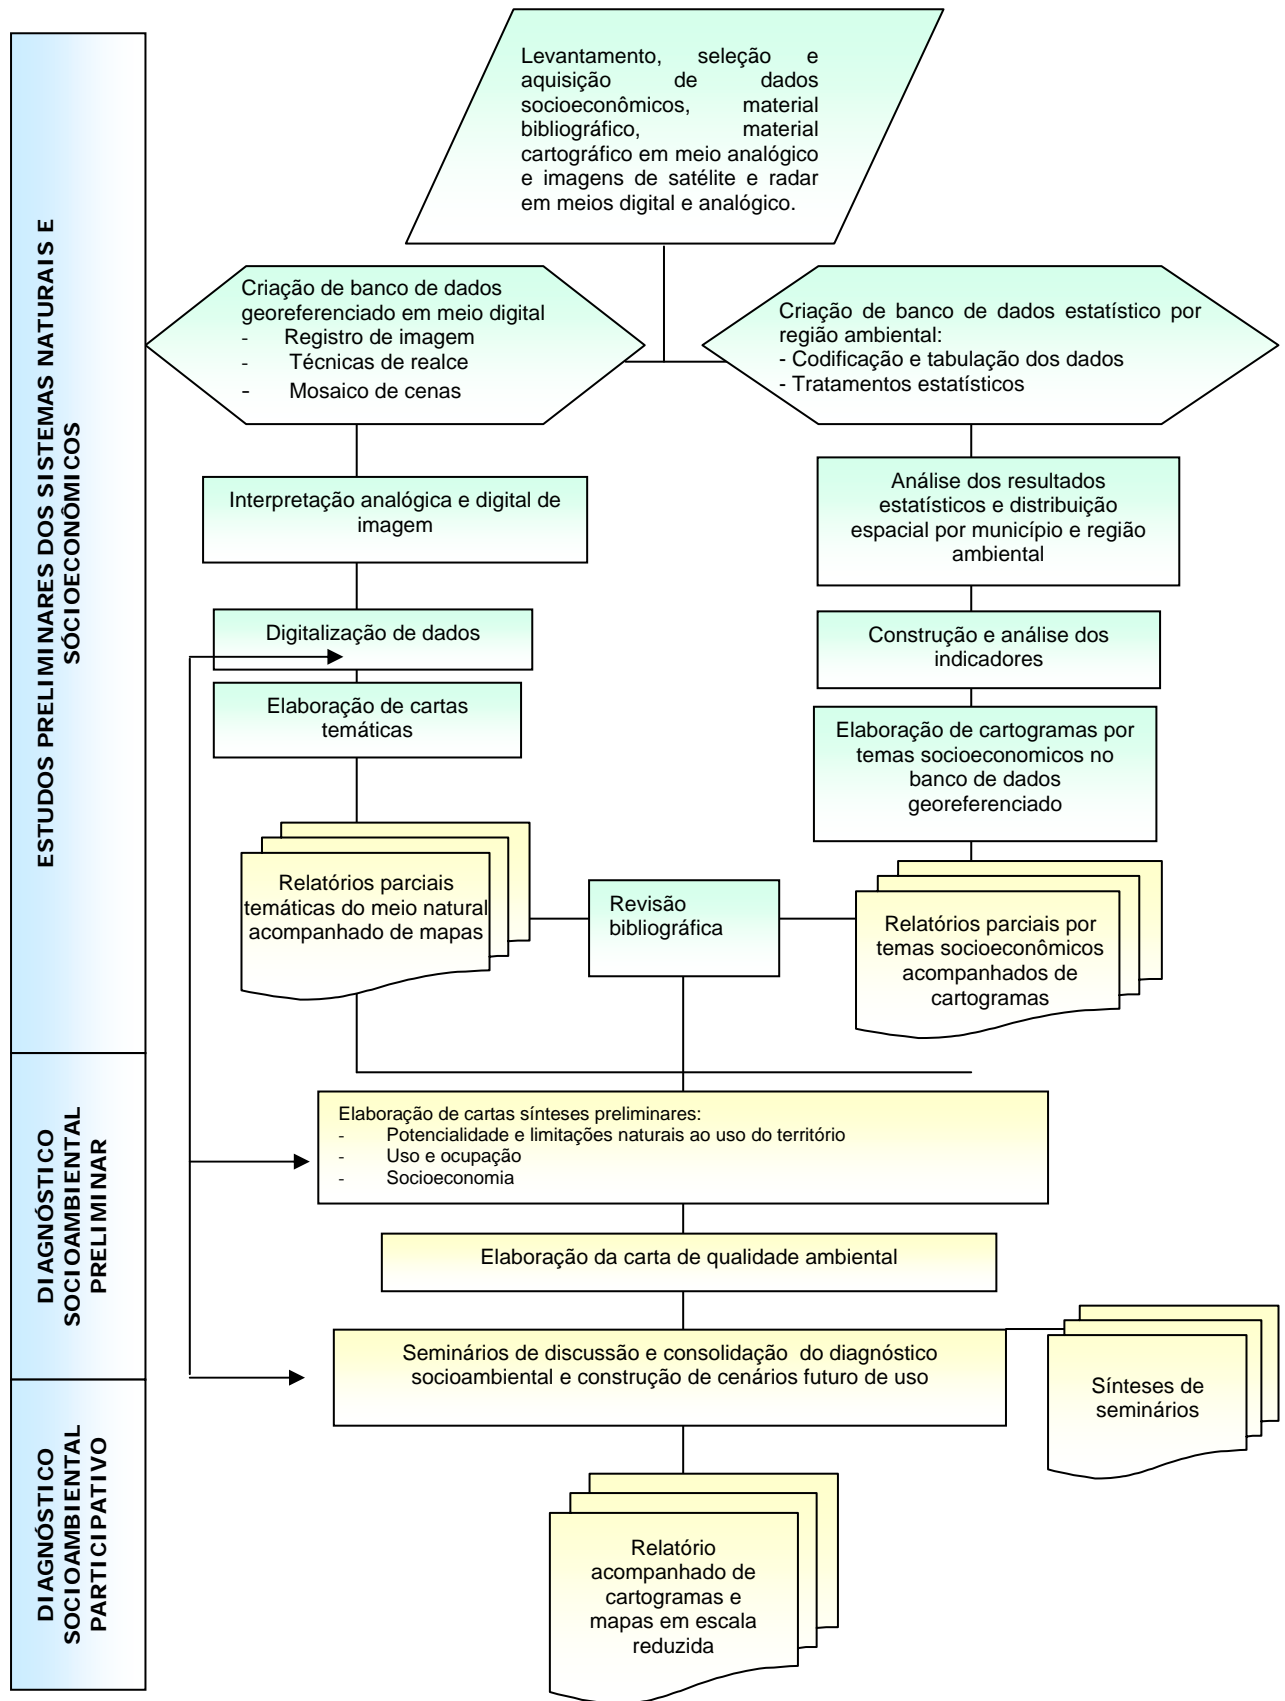 Levantamento, seleção e
aquisição de dados
socioeconômicos, material
bibliográfico, material
cartográfico em meio analógico
e imagens de satélite e radar
em meios digital e analógico.
ESTUDOS PRELIMINARES DOS SISTEMAS NATURAIS E
SÓCIOECONÔMICOS
Criação de banco de dados
georeferenciado em meio digital
- Registro de imagem
- Técnicas de realce
- Mosaico de cenas
Criação de banco de dados estatístico por
região ambiental:
- Codificação e tabulação dos dados
- Tratamentos estatísticos
Interpretação analógica e digital de
imagem
Análise dos resultados
estatísticos e distribuição
espacial por município e região
ambiental
Digitalização de dados
Construção e análise dos
indicadores
Elaboração de cartas
temáticas
Elaboração de cartogramas por
temas socioeconomicos no
banco de dados
georeferenciado
Relatórios parciais
temáticas do meio natural
acompanhado de mapas
Revisão
bibliográfica
Relatórios parciais por
temas socioeconômicos
acompanhados de
cartogramas
DIAGNÓSTICO
SOCIOAMBIENTAL
PRELIMINAR
Elaboração de cartas sínteses preliminares:
- Potencialidade e limitações naturais ao uso do território
- Uso e ocupação
- Socioeconomia
Elaboração da carta de qualidade ambiental
Seminários de discussão e consolidação do diagnóstico
socioambiental e construção de cenários futuro de uso
Sínteses de
seminários
DIAGNÓSTICO
SOCIOAMBIENTAL
PARTICIPATIVO
Relatório
acompanhado de
cartogramas e
mapas em escala
reduzida